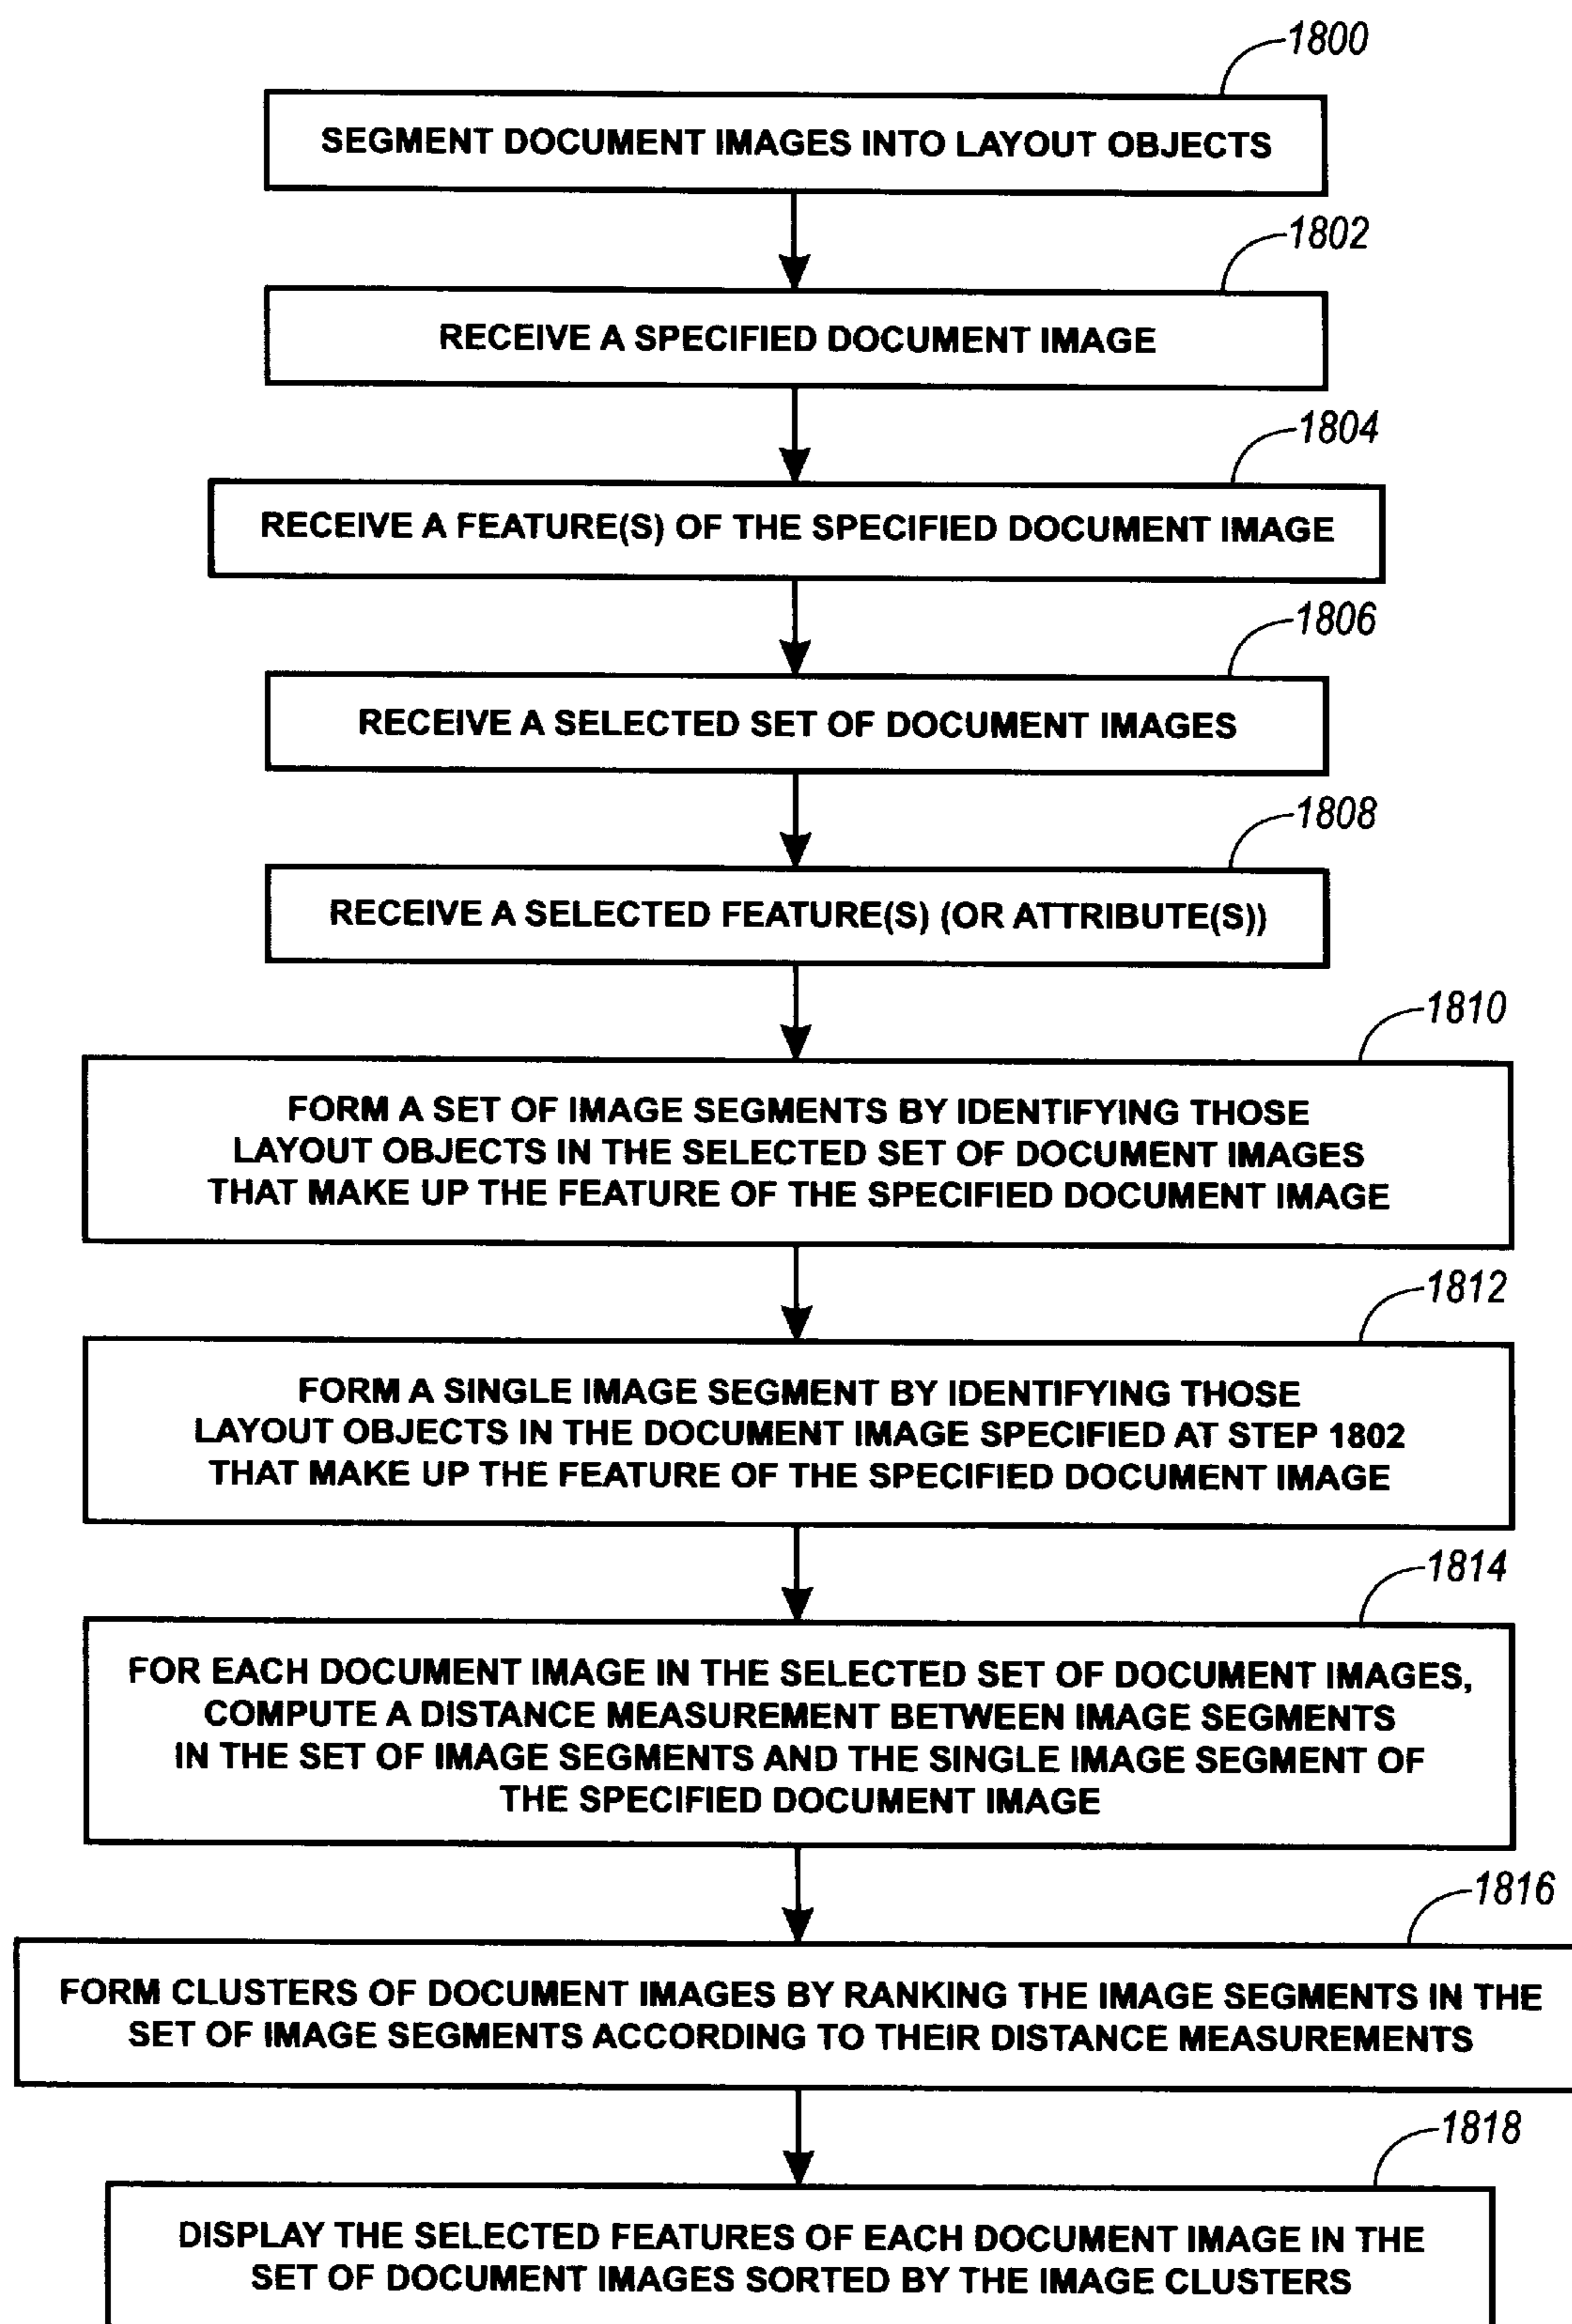 1800
SEGMENT DOCUMENT IMAGES INTO LAYOUT OBJECTS
1802
RECEIVE A SPECIFIED DOCUMENT IMAGE
1804
RECEIVE A FEATURE(S) OF THE SPECIFIED DOCUMENT IMAGE
1806
RECEIVE A SELECTED SET OF DOCUMENT IMAGES
1808
RECEIVE A SELECTED FEATURE(S) (OR ATTRIBUTE(S))
1810
FORM A SET OF IMAGE SEGMENTS BY IDENTIFYING THOSE
LAYOUT OBJECTS IN THE SELECTED SET OF DOCUMENT IMAGES
THAT MAKE UP THE FEATURE OF THE SPECIFIED DOCUMENT IMAGE
1812
FORM A SINGLE IMAGE SEGMENT BY IDENTIFYING THOSE
LAYOUT OBJECTS IN THE DOCUMENT IMAGE SPECIFIED AT STEP 1802
THAT MAKE UP THE FEATURE OF THE SPECIFIED DOCUMENT IMAGE
1814
FOR EACH DOCUMENT IMAGE IN THE SELECTED SET OF DOCUMENT IMAGES,
COMPUTE A DISTANCE MEASUREMENT BETWEEN IMAGE SEGMENTS
IN THE SET OF IMAGE SEGMENTS AND THE SINGLE IMAGE SEGMENT OF
THE SPECIFIED DOCUMENT IMAGE
1816
FORM CLUSTERS OF DOCUMENT IMAGES BY RANKING THE IMAGE SEGMENTS IN THE
SET OF IMAGE SEGMENTS ACCORDING TO THEIR DISTANCE MEASUREMENTS
1818
DISPLAY THE SELECTED FEATURES OF EACH DOCUMENT IMAGE IN THE
SET OF DOCUMENT IMAGES SORTED BY THE IMAGE CLUSTERS